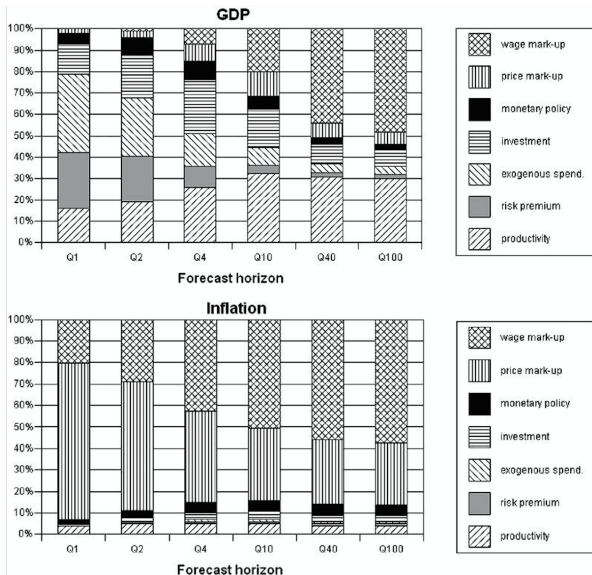 GDP
100%
90%
80%
70%
60%
50%
40%
30%
20%
10%
0%
Q1 Q2 Q4 Q10 Q40 Q100
Forecast horizon
wage mark-up
price mark-up
monetary policy
investment
exogenous spend.
risk premium
productivity
Inflation
100%
90%
80%
70%
60%
50%
40%
30%
20%
10%
0%
Q1 Q2 Q4 Q10 Q40 Q100
Forecast horizon
wage mark-up
price mark-up
monetary policy
investment
exogenous spend.
risk premium
productivity